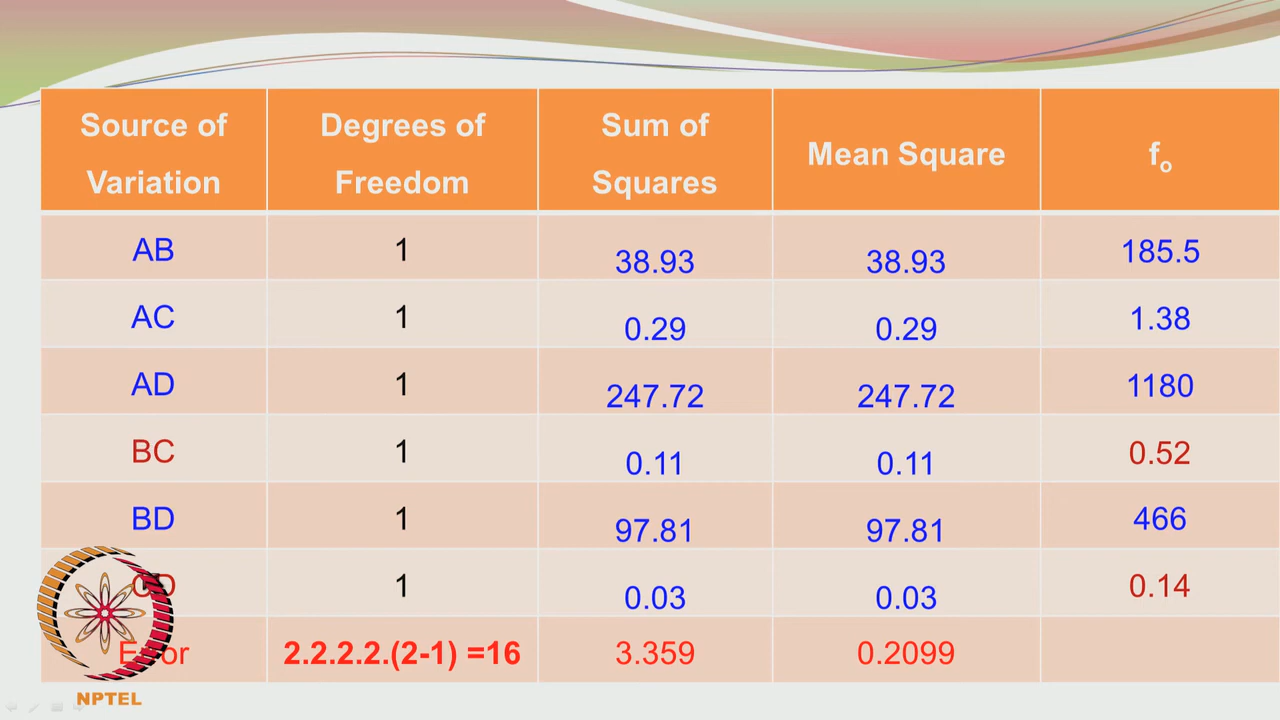 Source of Variation Degrees of Freedom Sum of Squares Mean Square fo
AB 1 38.93 38.93 185.5
AC 1 0.29 0.29 1.38
AD 1 247.72 247.72 1180
BC 1 0.11 0.11 0.52
BD 1 97.81 97.81 466
CD 1 0.03 0.03 0.14
Error 2.2.2.2.(2-1) =16 3.359 0.2099
NPTEL